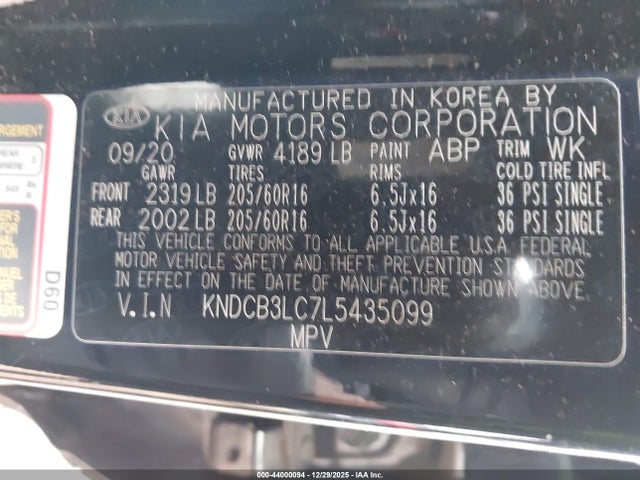 MANUFACTURED IN KOREA BY
KIA KIA MOTORS CORPORATION
09/20 GVWR 4189 LB PAINT ABP TRIM WK
GAWR TIRES RIMS COLD TIRE INFL
FRONT 2319 LB 205/60R16 6.5Jx16 36 PSI SINGLE
REAR 2002 LB 205/60R16 6.5Jx16 36 PSI SINGLE
THIS VEHICLE CONFORMS TO ALL APPLICABLE U.S.A. FEDERAL
MOTOR VEHICLE SAFETY AND THEFT PREVENTION STANDARDS
IN EFFECT ON THE DATE OF MANUFACTURE SHOWN ABOVE.
V.I.N KNDCB3LC7L5435099
MPV
D60
000-44000094 - 12/29/2025 - IAA Inc.